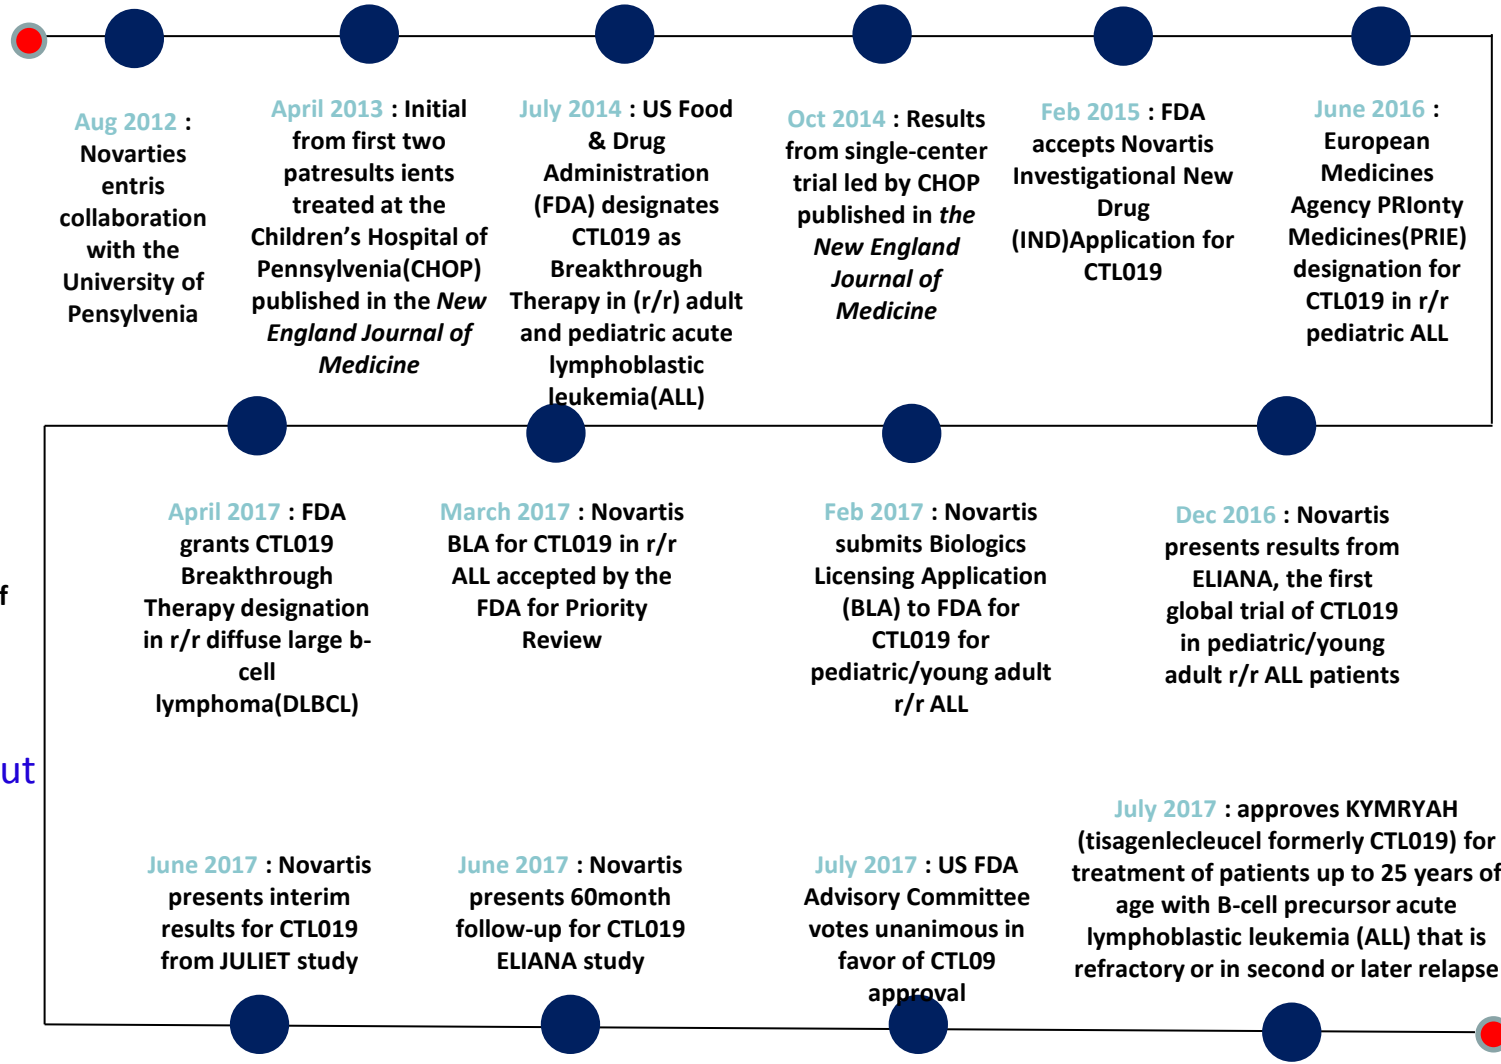 Aug 2012 :
Novarties
entris
collaboration
with the
University of
Pensylvenia
April 2013 : Initial
from first two
patresults ients
treated at the
Children’s Hospital of
Pennsylvenia(CHOP)
published in the New
England Journal of
Medicine
July 2014 : US Food
& Drug
Administration
(FDA) designates
CTL019 as
Breakthrough
Therapy in (r/r) adult
and pediatric acute
lymphoblastic
leukemia(ALL)
Oct 2014 : Results
from single-center
trial led by CHOP
published in the
New England
Journal of
Medicine
Feb 2015 : FDA
accepts Novartis
Investigational New
Drug
(IND)Application for
CTL019
June 2016 :
European
Medicines
Agency PRIonty
Medicines(PRIE)
designation for
CTL019 in r/r
pediatric ALL
April 2017 : FDA
grants CTL019
Breakthrough
Therapy designation
in r/r diffuse large b-
cell
lymphoma(DLBCL)
March 2017 : Novartis
BLA for CTL019 in r/r
ALL accepted by the
FDA for Priority
Review
Feb 2017 : Novartis
submits Biologics
Licensing Application
(BLA) to FDA for
CTL019 for
pediatric/young adult
r/r ALL
Dec 2016 : Novartis
presents results from
ELIANA, the first
global trial of CTL019
in pediatric/young
adult r/r ALL patients
f
ut
June 2017 : Novartis
presents interim
results for CTL019
from JULIET study
June 2017 : Novartis
presents 60month
follow-up for CTL019
ELIANA study
July 2017 : US FDA
Advisory Committee
votes unanimous in
favor of CTL09
approval
July 2017 : approves KYMRYAH
(tisagenlecleucel formerly CTL019) for
treatment of patients up to 25 years of
age with B-cell precursor acute
lymphoblastic leukemia (ALL) that is
refractory or in second or later relapse